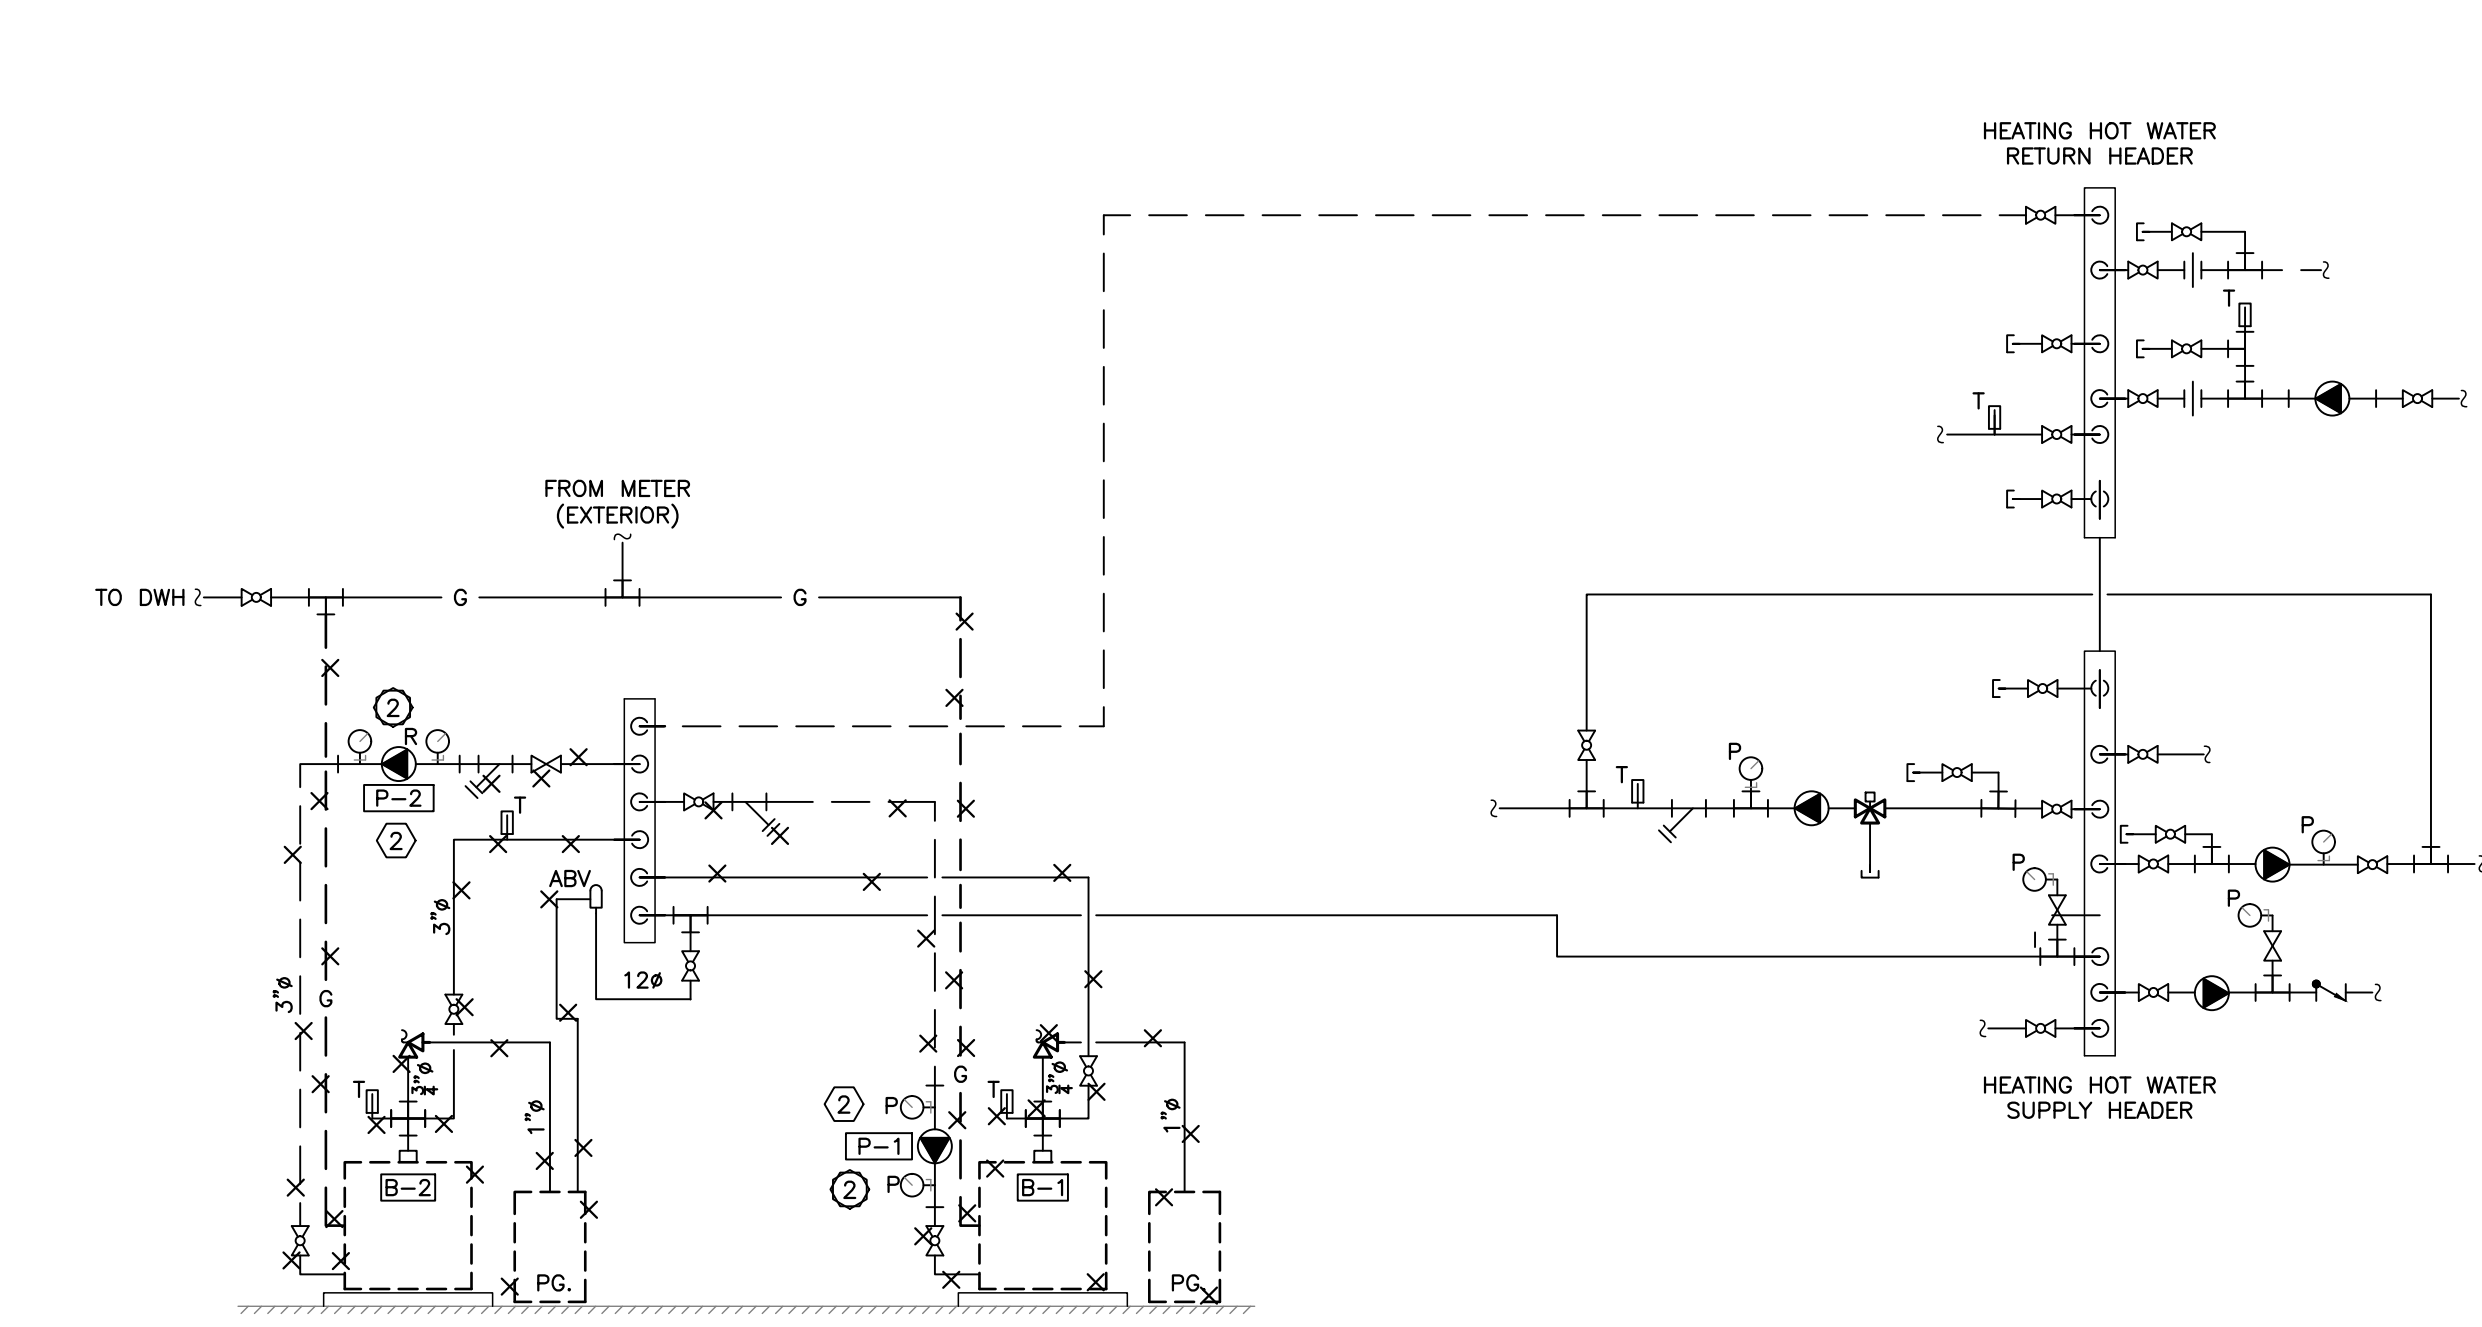 HEATING HOT WATER
RETURN HEADER
T
T
FROM METER
(EXTERIOR)
TO DWH
G
G
2
R
P-2
2
T
P
T
P
P
P
ABV
3"ø
12ø
3"ø
G
T
3"ø
4
1"ø
B-2
PG.
2
P
P-1
2
P
G
T
3"ø
4
1"ø
B-1
PG.
HEATING HOT WATER
SUPPLY HEADER